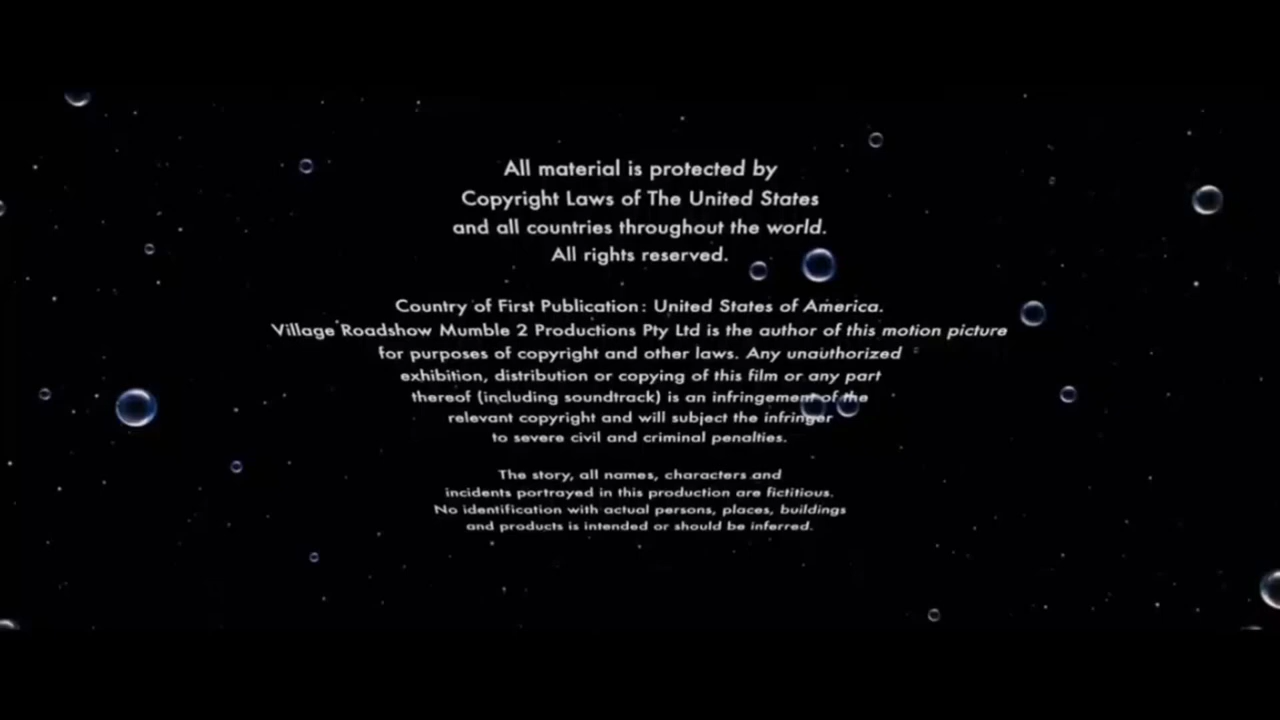 All material is protected by
Copyright Laws of The United States
and all countries throughout the world.
All rights reserved.
Country of First Publication: United States of America.
Village Roadshow Mumble 2 Productions Pty Ltd is the author of this motion picture
for purposes of copyright and other laws. Any unauthorized
exhibition, distribution or copying of this film or any part
thereof (including soundtrack) is an infringement of the
relevant copyright and will subject the infringer
to severe civil and criminal penalties.
The story, all names, characters and
incidents portrayed in this production are fictitious.
No identification with actual persons, places, buildings
and products is intended or should be inferred.